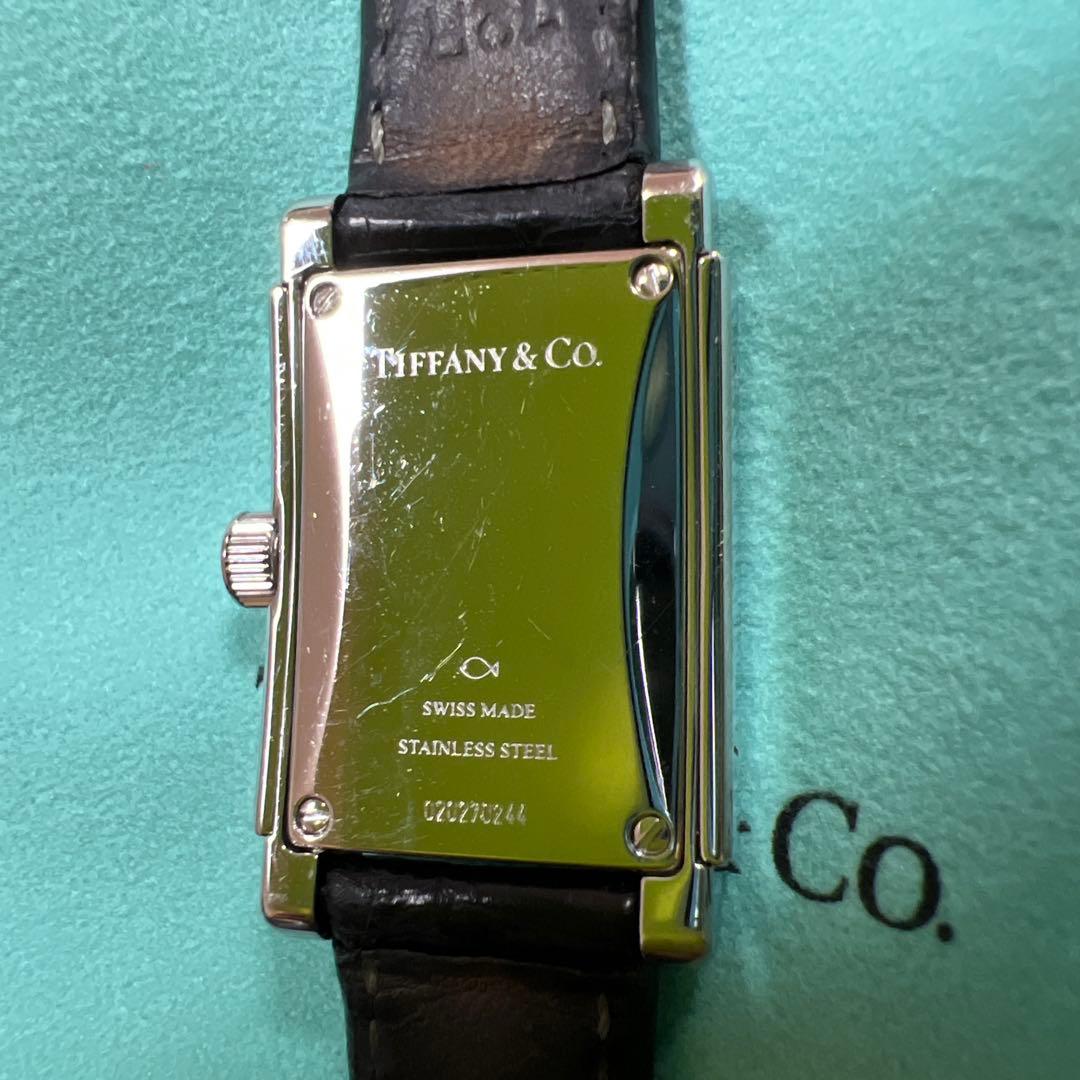 TIFFANY & CO.
SWISS MADE
STAINLESS STEEL
020270244
Co.